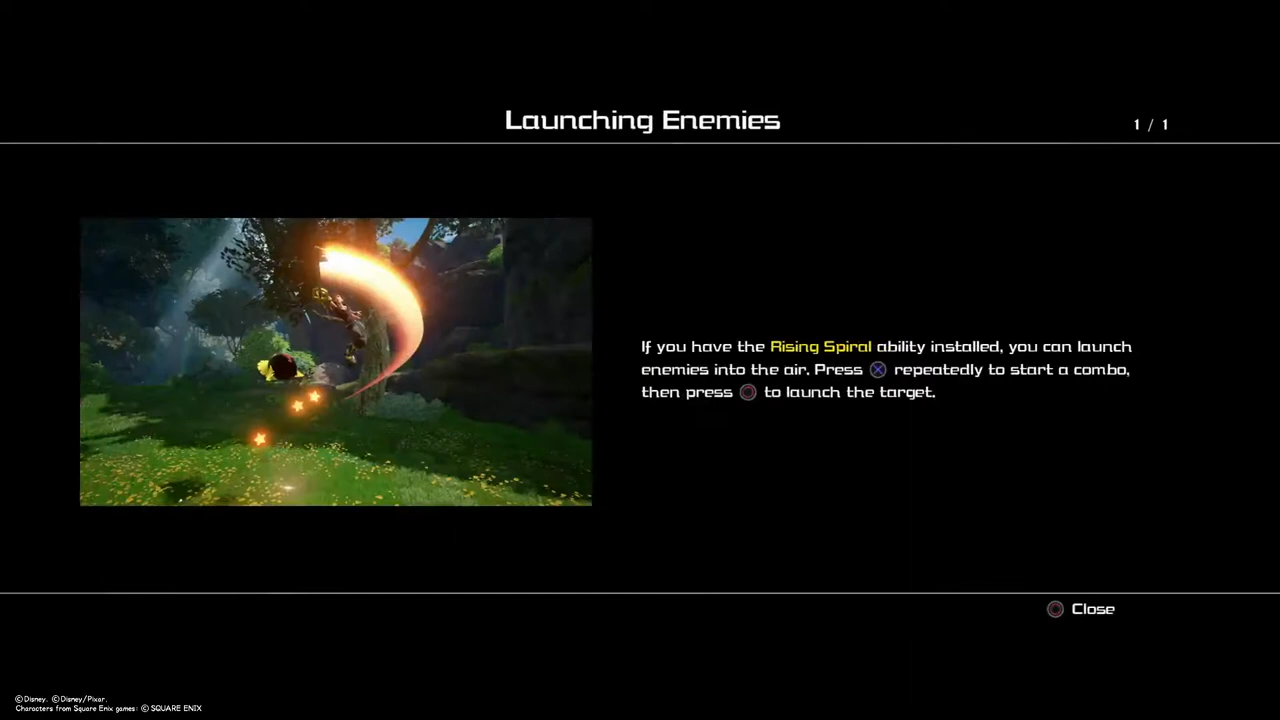 Launching Enemies
1 / 1
If you have the Rising Spiral ability installed, you can launch
enemies into the air. Press ⓧ repeatedly to start a combo,
then press ◯ to launch the target.
◯ Close
©Disney. ©Disney/Pixar.
Characters from Square Enix games: © SQUARE ENIX